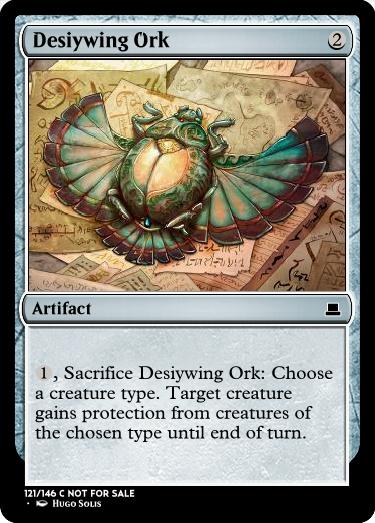 Desiywing Ork 2
Artifact
1, Sacrifice Desiywing Ork: Choose
a creature type. Target creature
gains protection from creatures of
the chosen type until end of turn.
121/146 C NOT FOR SALE
· Hugo Solis